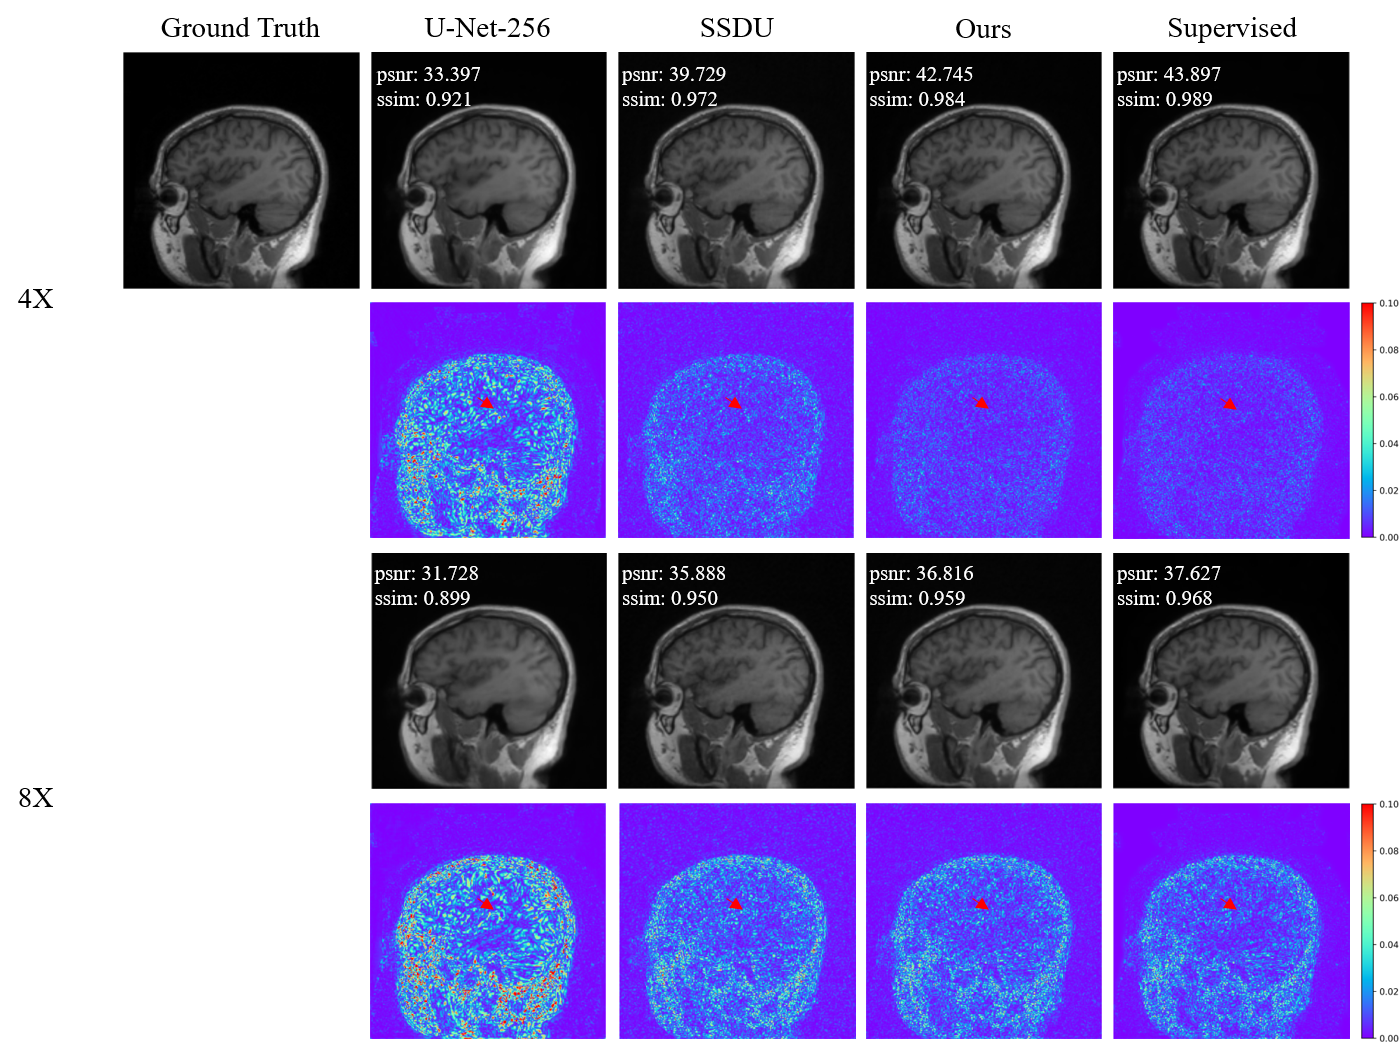 Ground Truth
U-Net-256
SSDU
Ours
Supervised
psnr: 33.397
ssim: 0.921
psnr: 39.729
ssim: 0.972
psnr: 42.745
ssim: 0.984
psnr: 43.897
ssim: 0.989
4X
0.10
0.08
0.06
0.04
0.02
0.00
psnr: 31.728
ssim: 0.899
psnr: 35.888
ssim: 0.950
psnr: 36.816
ssim: 0.959
psnr: 37.627
ssim: 0.968
8X
0.10
0.08
0.06
0.04
0.02
0.00